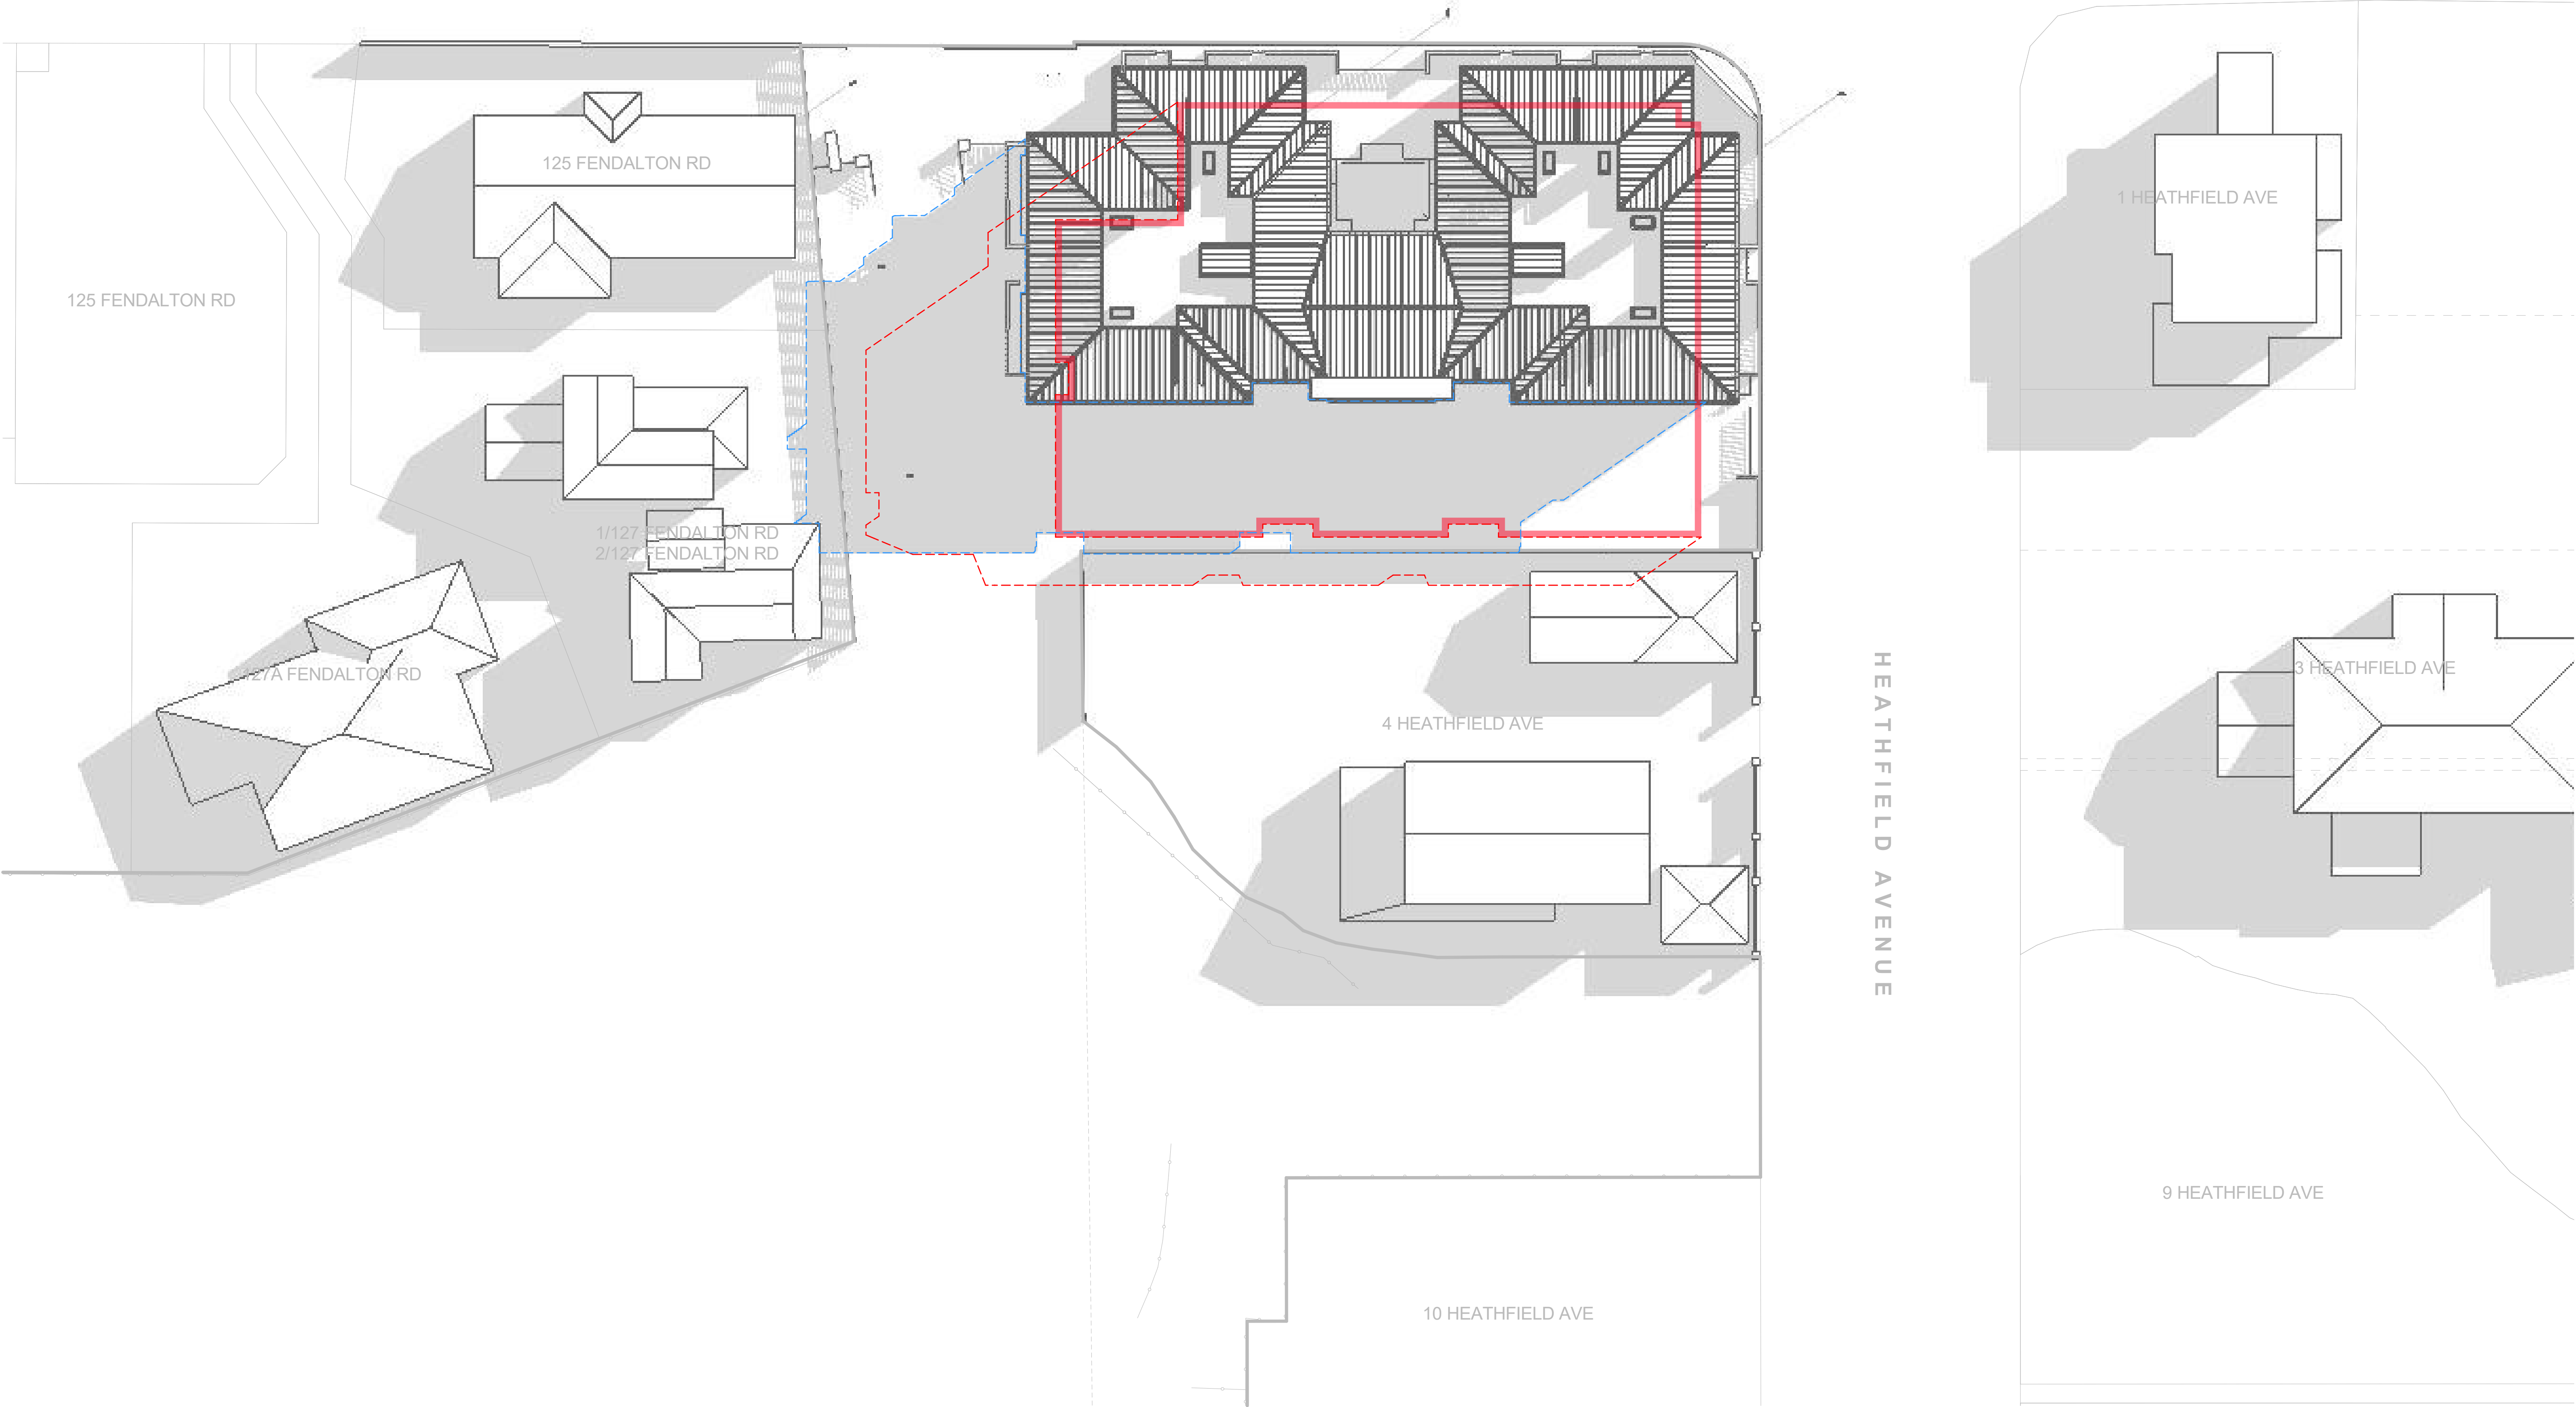 125 FENDALTON RD
1 HEATHFIELD AVE
125 FENDALTON RD
1/127 FENDALTON RD
2/127 FENDALTON RD
127A FENDALTON RD
3 HEATHFIELD AVE
4 HEATHFIELD AVE
HEATHFIELD AVENUE
9 HEATHFIELD AVE
10 HEATHFIELD AVE